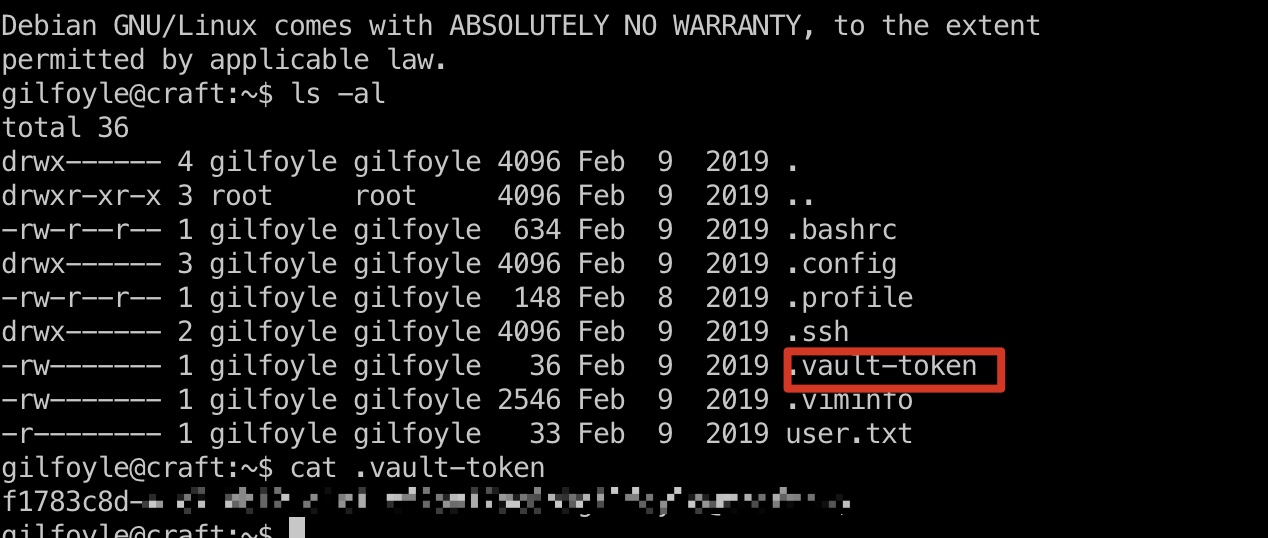 Debian GNU/Linux comes with ABSOLUTELY NO WARRANTY, to the extent
permitted by applicable law.
gilfoyle@craft:~$ ls -al
total 36
drwx------ 4 gilfoyle gilfoyle 4096 Feb  9  2019 .
drwxr-xr-x 3 root     root     4096 Feb  9  2019 ..
-rw-r--r-- 1 gilfoyle gilfoyle  634 Feb  9  2019 .bashrc
drwx------ 3 gilfoyle gilfoyle 4096 Feb  9  2019 .config
-rw-r--r-- 1 gilfoyle gilfoyle  148 Feb  8  2019 .profile
drwx------ 2 gilfoyle gilfoyle 4096 Feb  9  2019 .ssh
-rw------- 1 gilfoyle gilfoyle   36 Feb  9  2019 .vault-token
-rw------- 1 gilfoyle gilfoyle 2546 Feb  9  2019 .viminfo
-r-------- 1 gilfoyle gilfoyle   33 Feb  9  2019 user.txt
gilfoyle@craft:~$ cat .vault-token
f1783c8d-
gilfoyle@craft:~$